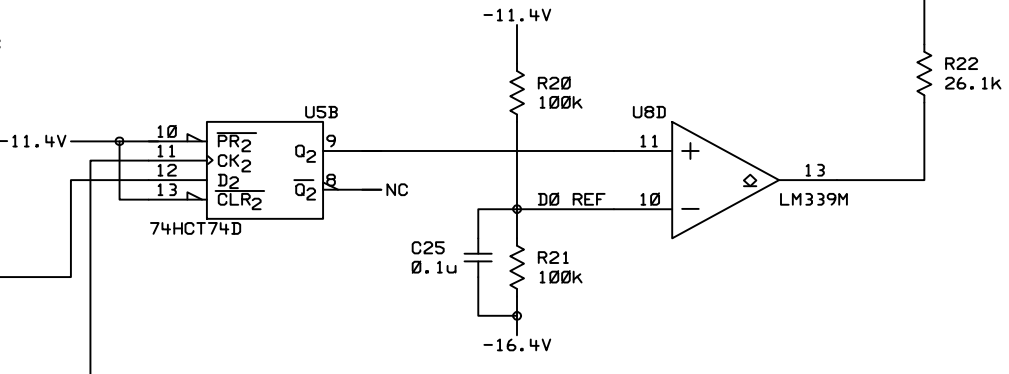 -11.4V
R20
100k
R22
26.1k
U5B
U8D
-11.4V
10
PR2
9
11
CK2
Q2
11
+
12
D2
13
13
CLR2
Q2
8
NC
D0 REF
10
−
LM339M
74HCT74D
C25
0.1u
R21
100k
-16.4V